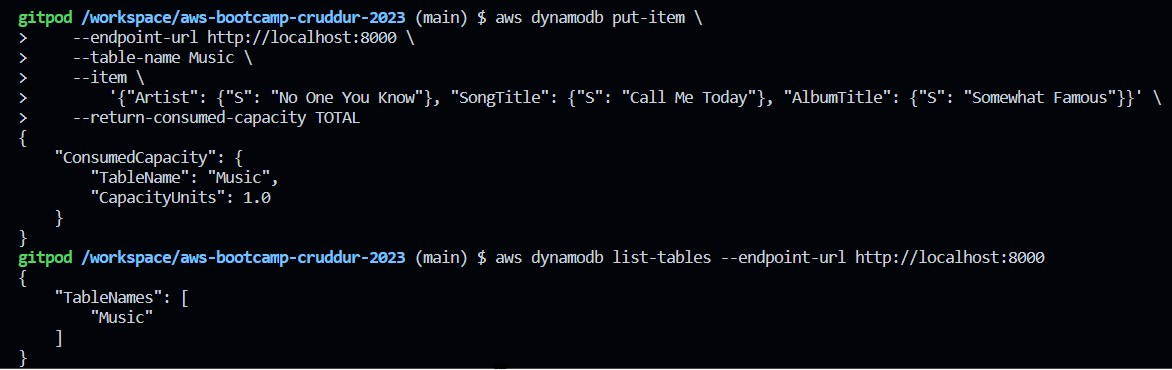 gitpod /workspace/aws-bootcamp-cruddur-2023 (main) $ aws dynamodb put-item \
>     --endpoint-url http://localhost:8000 \
>     --table-name Music \
>     --item \
>         '{"Artist": {"S": "No One You Know"}, "SongTitle": {"S": "Call Me Today"}, "AlbumTitle": {"S": "Somewhat Famous"}}' \
>     --return-consumed-capacity TOTAL
{
    "ConsumedCapacity": {
        "TableName": "Music",
        "CapacityUnits": 1.0
    }
}
gitpod /workspace/aws-bootcamp-cruddur-2023 (main) $ aws dynamodb list-tables --endpoint-url http://localhost:8000
{
    "TableNames": [
        "Music"
    ]
}